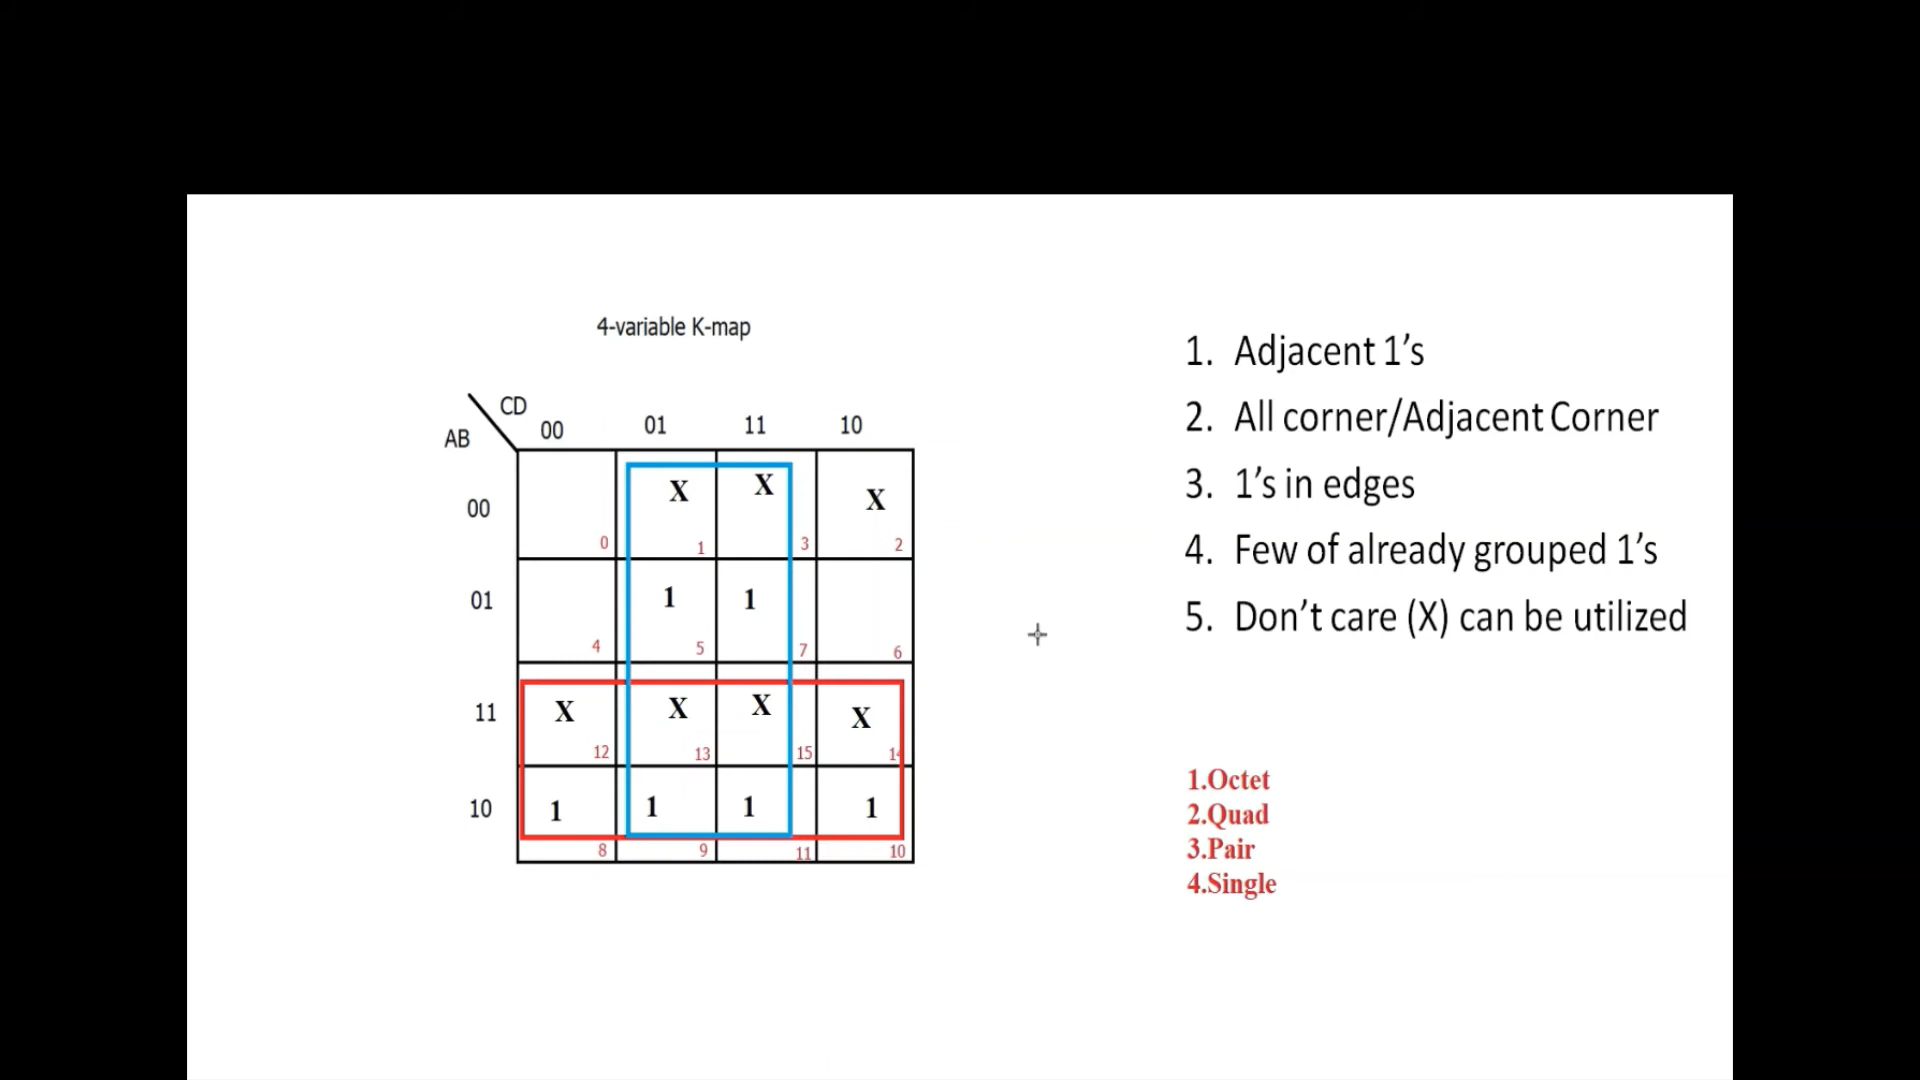 4-variable K-map
CD
AB
00 01 11 10
00 X X X
0 1 3 2
01 1 1
4 5 7 6
11 X X X X
12 13 15 14
10 1 1 1 1
8 9 11 10
1. Adjacent 1’s
2. All corner/Adjacent Corner
3. 1’s in edges
4. Few of already grouped 1’s
5. Don’t care (X) can be utilized
1.Octet
2.Quad
3.Pair
4.Single